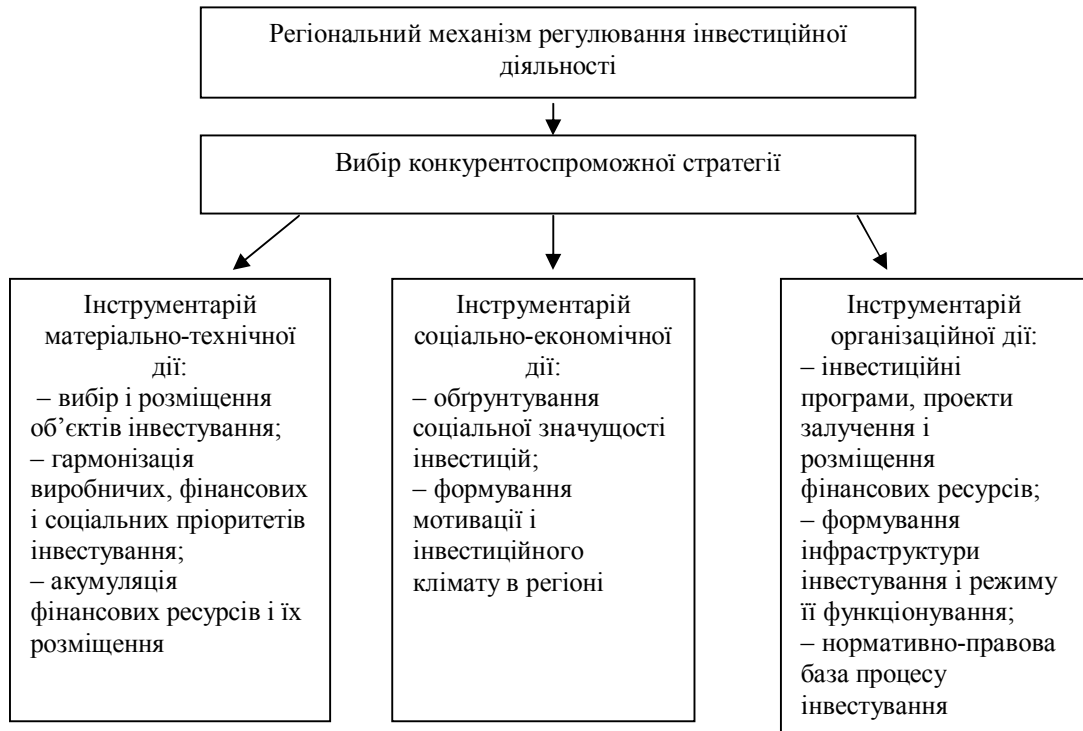 Регіональний механізм регулювання інвестиційної
діяльності
Вибір конкурентоспроможної стратегії
Інструментарій
матеріально-технічної
дії:
– вибір і розміщення
об’єктів інвестування;
– гармонізація
виробничих, фінансових
і соціальних пріоритетів
інвестування;
– акумуляція
фінансових ресурсів і їх
розміщення
Інструментарій
соціально-економічної
дії:
– обґрунтування
соціальної значущості
інвестицій;
– формування
мотивації і
інвестиційного
клімату в регіоні
Інструментарій
організаційної дії:
– інвестиційні
програми, проекти
залучення і
розміщення
фінансових ресурсів;
– формування
інфраструктури
інвестування і режиму
її функціонування;
– нормативно-правова
база процесу
інвестування